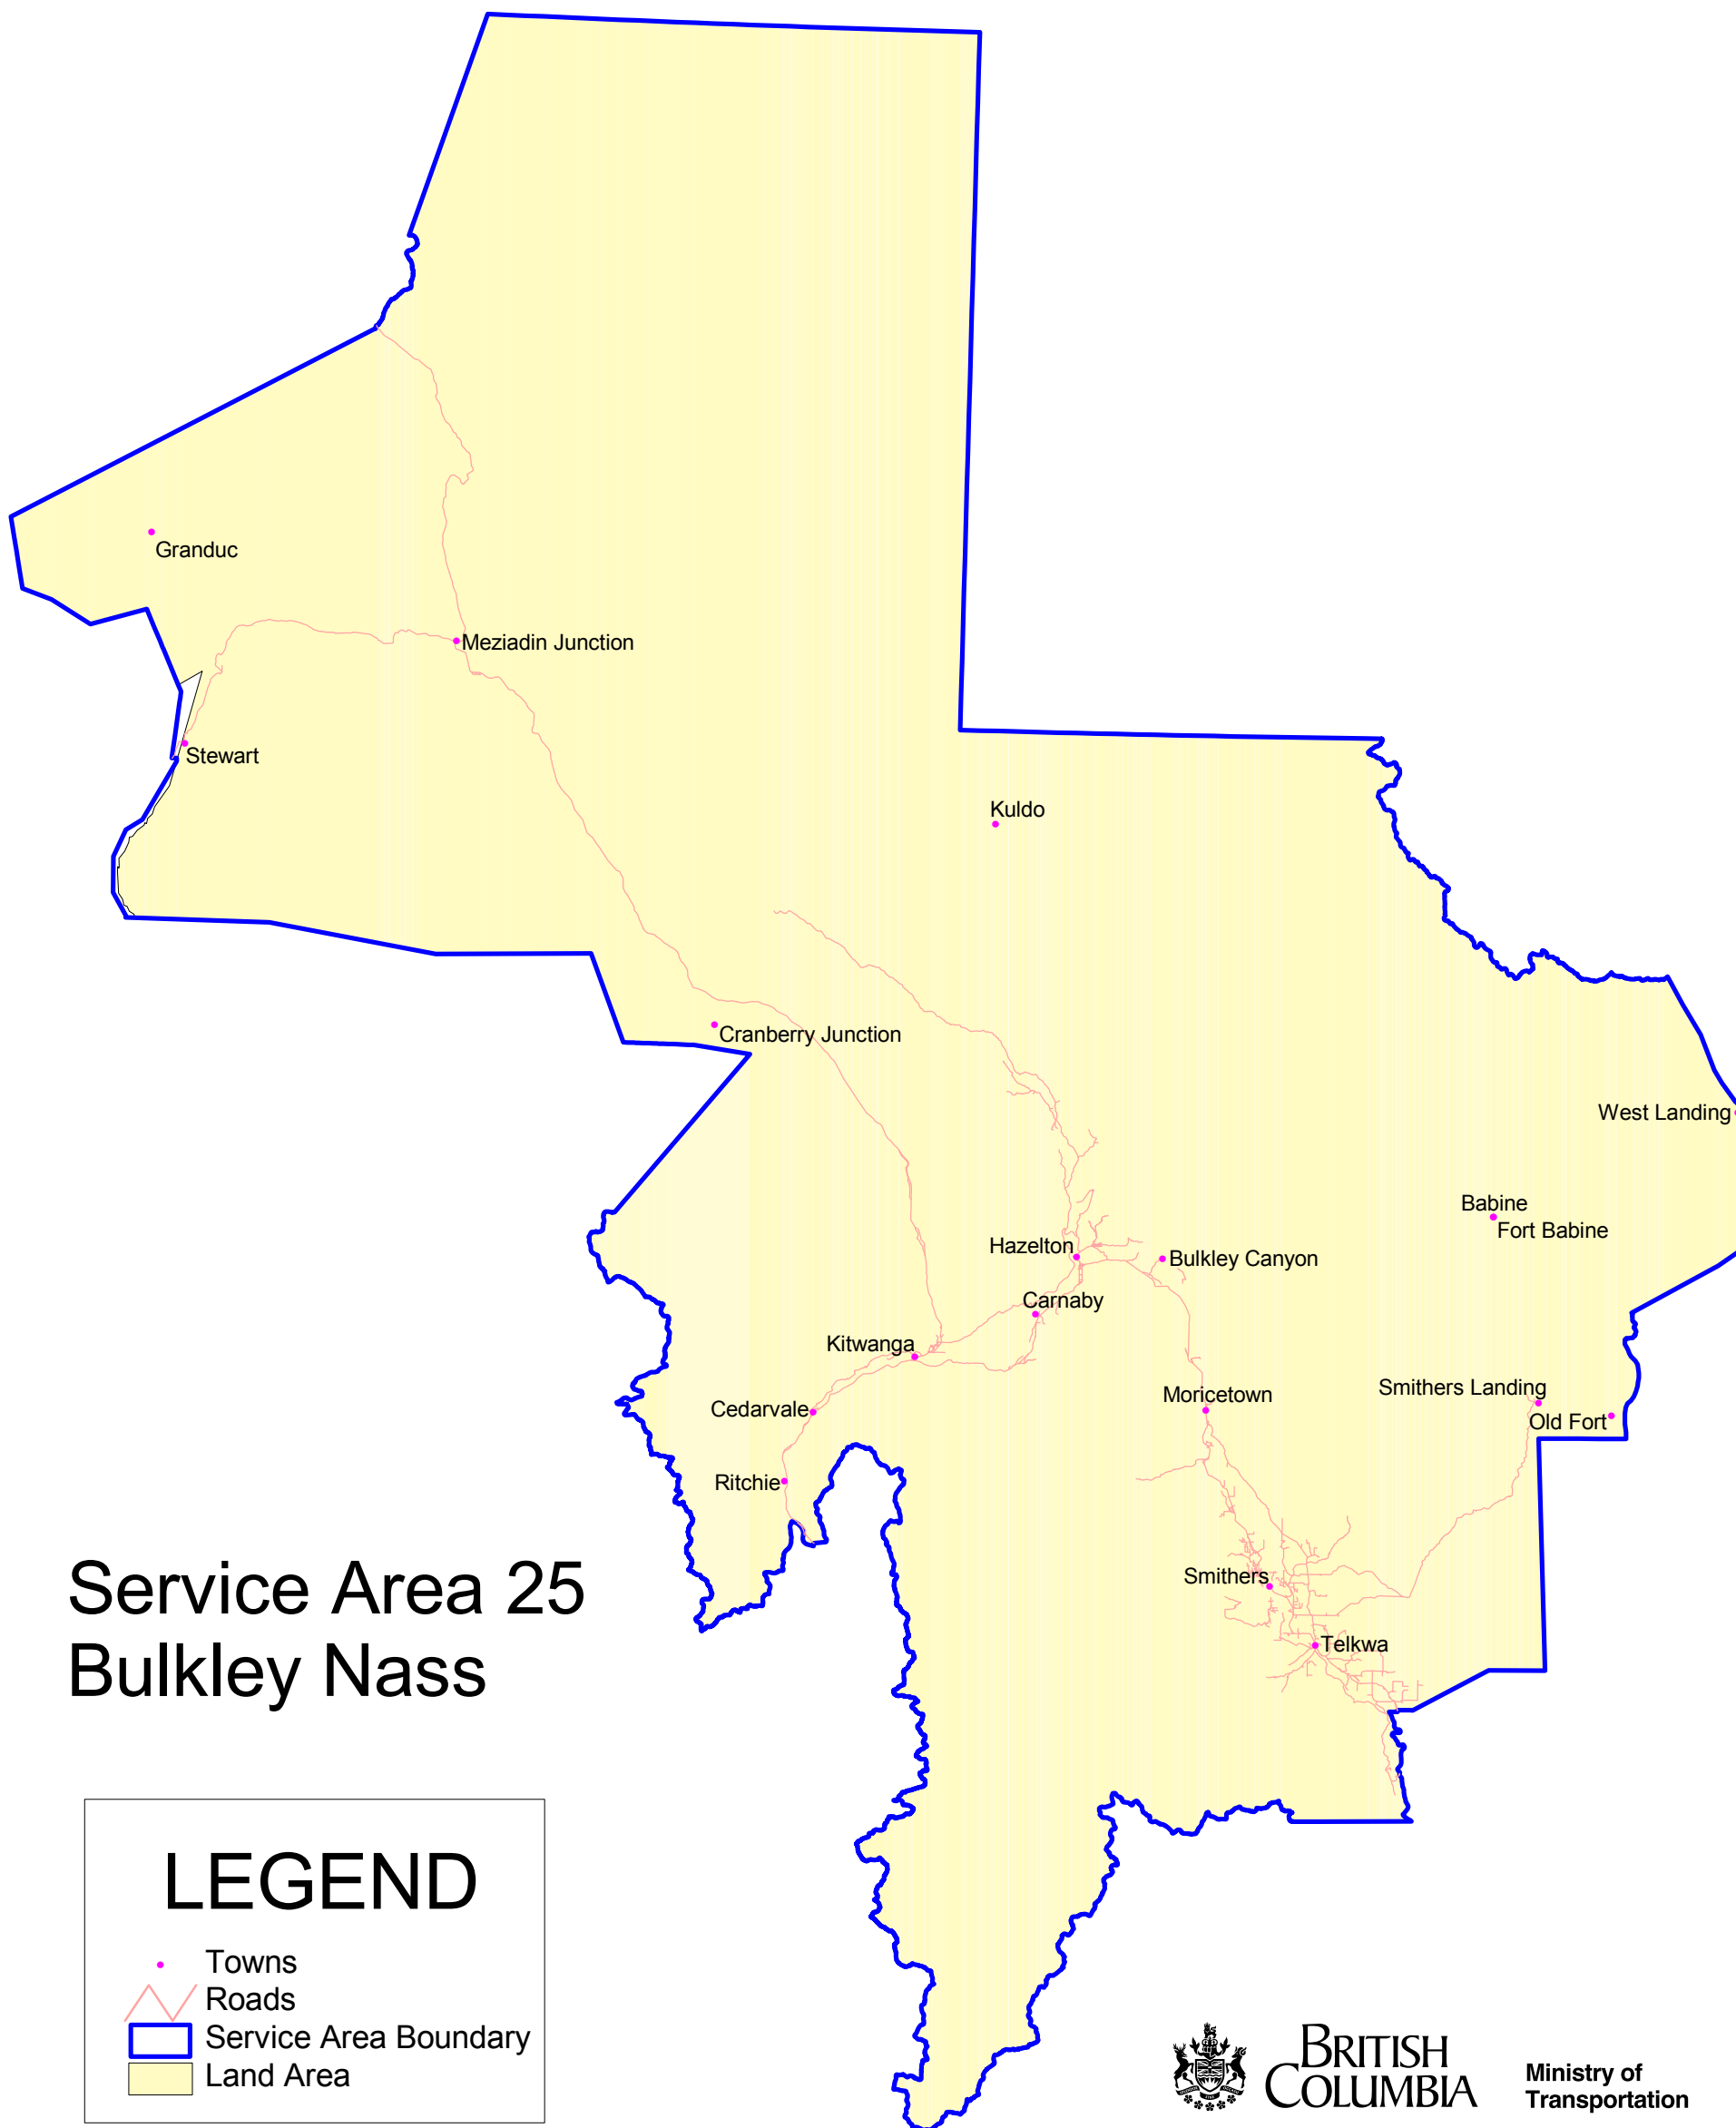 Granduc
Meziadin Junction
Stewart
Kuldo
Cranberry Junction
West Landing
Babine
Fort Babine
Hazelton
Bulkley Canyon
Carnaby
Kitwanga
Smithers Landing
Moricetown
Cedarvale
Old Fort
Ritchie
Smithers
Telkwa
Service Area 25
Bulkley Nass
LEGEND
Towns
Roads
Service Area Boundary
Land Area
BRITISH
COLUMBIA
Ministry of
Transportation